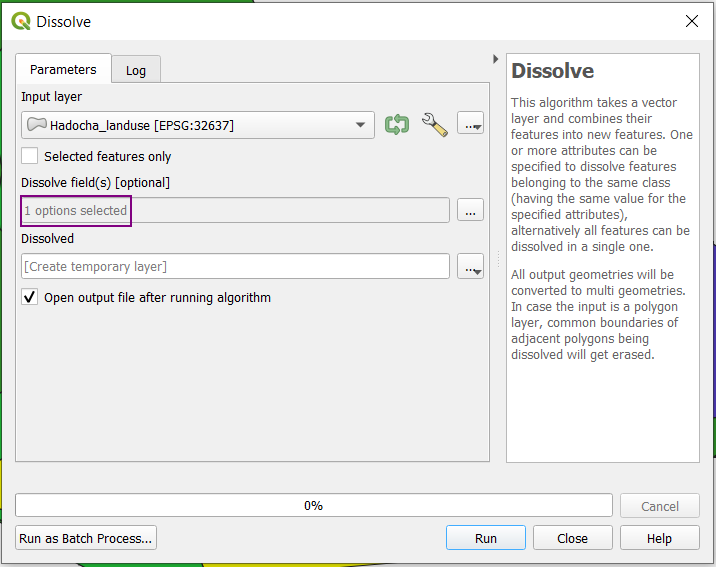 Dissolve
Parameters
Log
Input layer
Hadocha_landuse [EPSG:32637]
...
Selected features only
Dissolve field(s) [optional]
1 options selected
...
Dissolved
[Create temporary layer]
...
Open output file after running algorithm
Dissolve
This algorithm takes a vector
layer and combines their
features into new features. One
or more attributes can be
specified to dissolve features
belonging to the same class
(having the same value for the
specified attributes),
alternatively all features can be
dissolved in a single one.
All output geometries will be
converted to multi geometries.
In case the input is a polygon
layer, common boundaries of
adjacent polygons being
dissolved will get erased.
0%
Cancel
Run as Batch Process...
Run
Close
Help